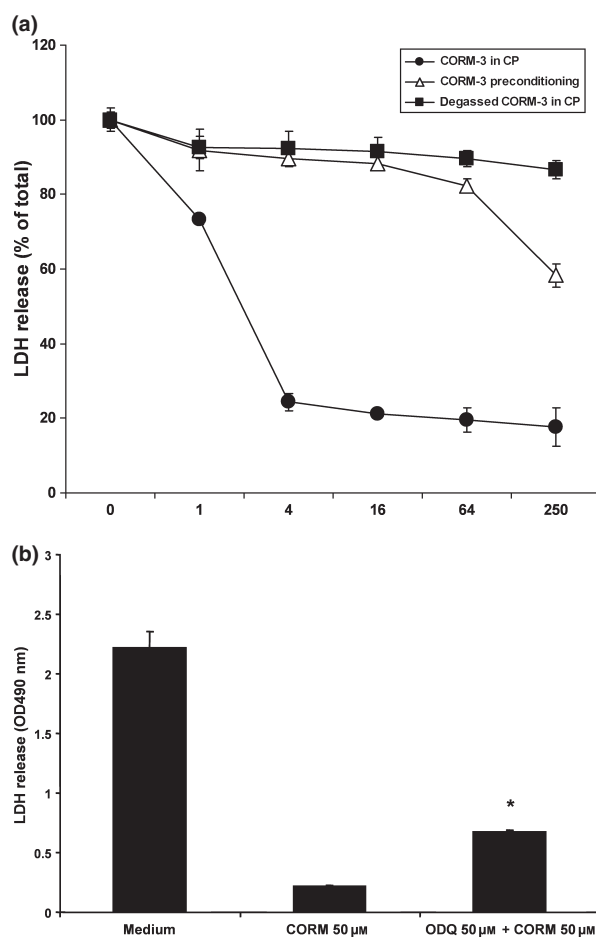 (a)
120
100
80
60
40
20
0
LDH release (% of total)
CORM-3 in CP
CORM-3 preconditioning
Degassed CORM-3 in CP
0 1 4 16 64 250
(b)
3
2.5
2
1.5
1
0.5
0
LDH release (OD490 nm)
*
Medium CORM 50 μM ODQ 50 μM + CORM 50 μM